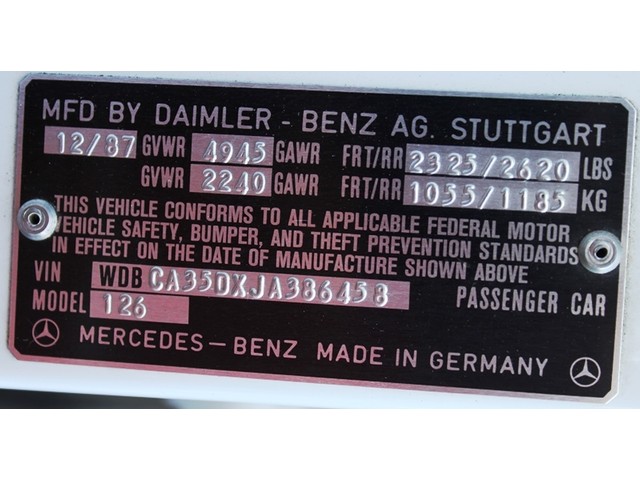 MFD BY DAIMLER - BENZ AG. STUTTGART
12/87 GVWR 4945 GAWR FRT/RR 2325/2620 LBS
GVWR 2240 GAWR FRT/RR 1055/1185 KG
THIS VEHICLE CONFORMS TO ALL APPLICABLE FEDERAL MOTOR
VEHICLE SAFETY, BUMPER, AND THEFT PREVENTION STANDARDS
IN EFFECT ON THE DATE OF MANUFACTURE SHOWN ABOVE
VIN WDB CA35DXJA386458 PASSENGER CAR
MODEL 126
MERCEDES-BENZ MADE IN GERMANY